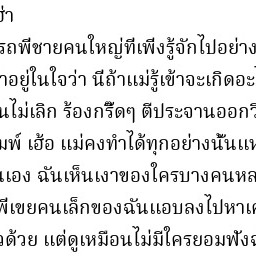 ฮ่า
รถพี่ชายคนใหญ่ที่เพิ่งรู้จักไปอย่าง
อยู่ในใจว่า นี่ถ้าแม่รู้เข้าจะเกิดอะไ
ไม่เลิก ร้องกรี๊ดๆ ตีประจานออก
เฮ้อ แม่คงทำได้ทุกอย่างนั้นแห
เอง ฉันเห็นเงาของใครบางคนหล
พี่เขยคนเล็กของฉันแอบลงไปหา
ด้วย แต่ดูเหมือนไม่มีใครยอมฟัง